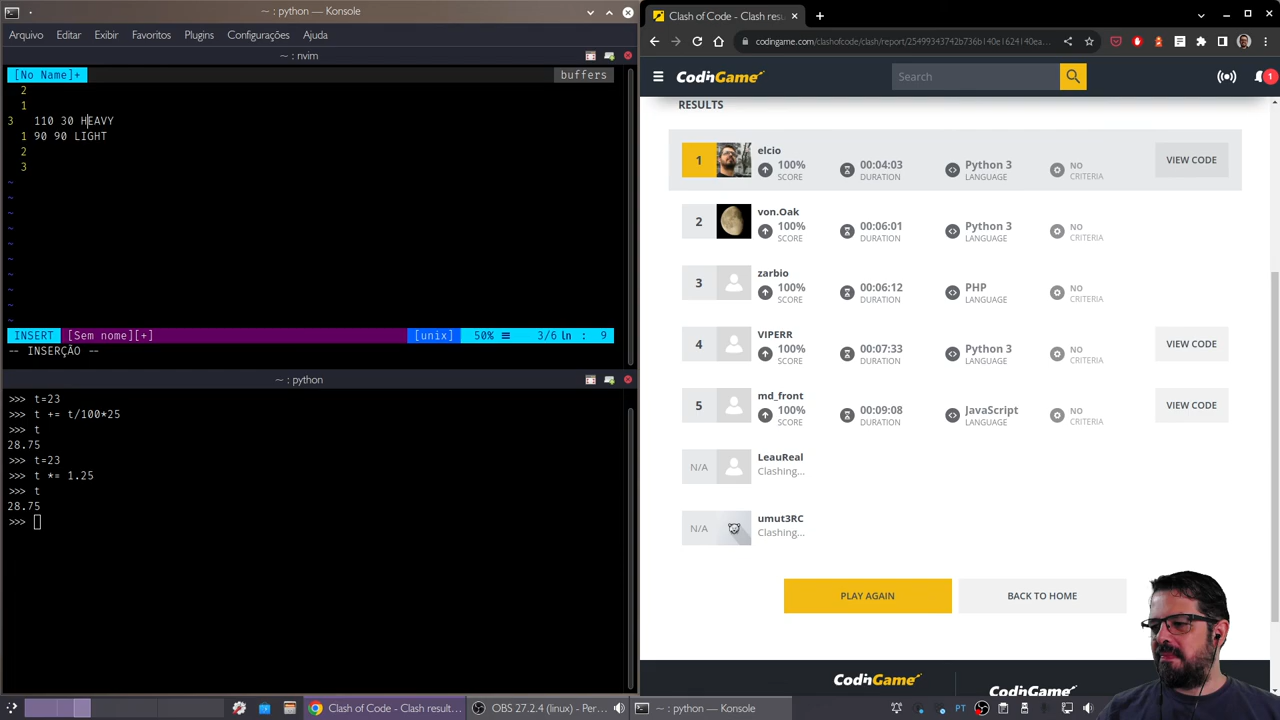 ~ : python — Konsole
Arquivo Editar Exibir Favoritos Plugins Configurações Ajuda
~ : nvim
[No Name]+ buffers
2
1
3 110 30 HEAVY
1 90 90 LIGHT
2
3
~
~
~
~
~
~
~
~
~
~
INSERT [Sem nome][+] [unix] 50% ≡ 3/6 ln : 9
-- INSERÇÃO --
~ : python
>>> t=23
>>> t += t/100*25
>>> t
28.75
>>> t=23
>>> t *= 1.25
>>> t
28.75
>>>
Clash of Code - Clash res
codingame.com/clashofcode/clash/report/25499343742b736b140e1624140ea...
CodinGame
Search
1
RESULTS
1 elcio 100% SCORE 00:04:03 DURATION Python 3 LANGUAGE NO CRITERIA VIEW CODE
2 von.Oak 100% SCORE 00:06:01 DURATION Python 3 LANGUAGE NO CRITERIA
3 zarbio 100% SCORE 00:06:12 DURATION PHP LANGUAGE NO CRITERIA
4 VIPERR 100% SCORE 00:07:33 DURATION Python 3 LANGUAGE NO CRITERIA VIEW CODE
5 md_front 100% SCORE 00:09:08 DURATION JavaScript LANGUAGE NO CRITERIA VIEW CODE
N/A LeauReal Clashing...
N/A umut3RC Clashing...
PLAY AGAIN BACK TO HOME
CodinGame CodinGame
Clash of Code - Clash result... OBS 27.2.4 (linux) - Per... ~ : python — Konsole PT